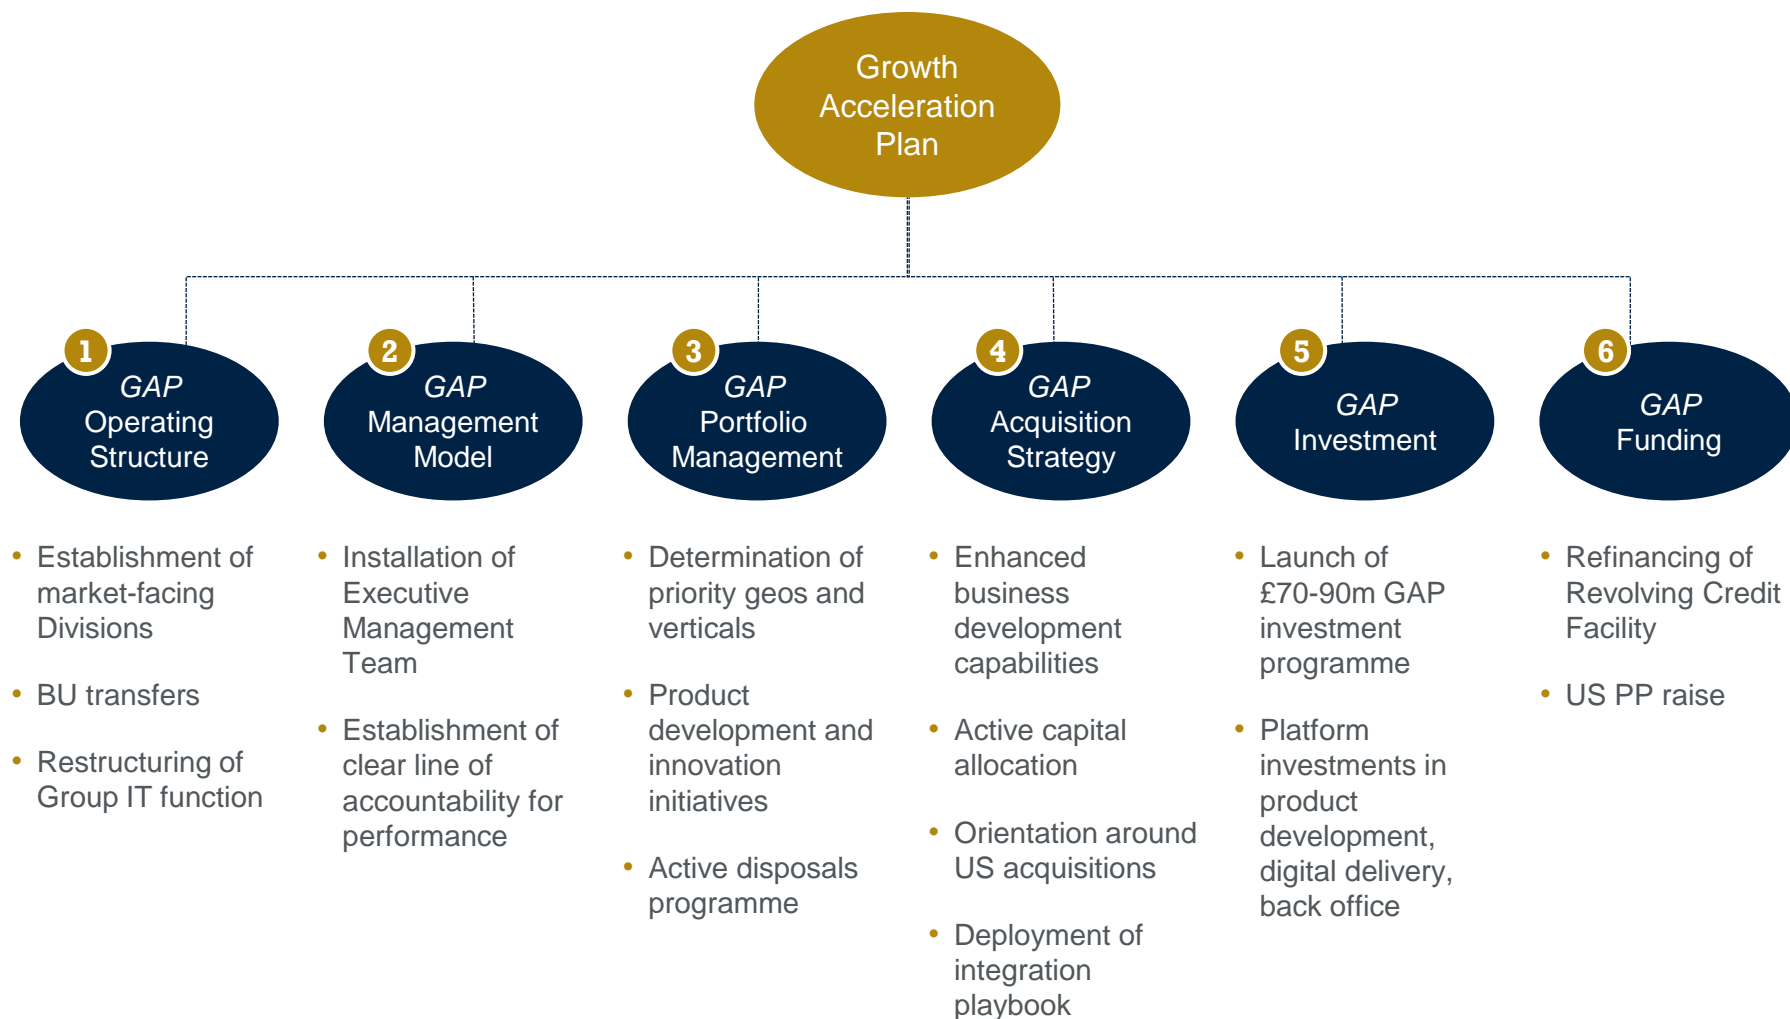 Growth
Acceleration
Plan
1
GAP
Operating
Structure
• Establishment of
market-facing
Divisions
• BU transfers
• Restructuring of
Group IT function
2
GAP
Management
Model
• Installation of
Executive
Management
Team
• Establishment of
clear line of
accountability for
performance
3
GAP
Portfolio
Management
• Determination of
priority geos and
verticals
• Product
development and
innovation
initiatives
• Active disposals
programme
4
GAP
Acquisition
Strategy
• Enhanced
business
development
capabilities
• Active capital
allocation
• Orientation around
US acquisitions
• Deployment of
integration
playbook
5
GAP
Investment
• Launch of
£70-90m GAP
investment
programme
• Platform
investments in
product
development,
digital delivery,
back office
6
GAP
Funding
• Refinancing of
Revolving Credit
Facility
• US PP raise